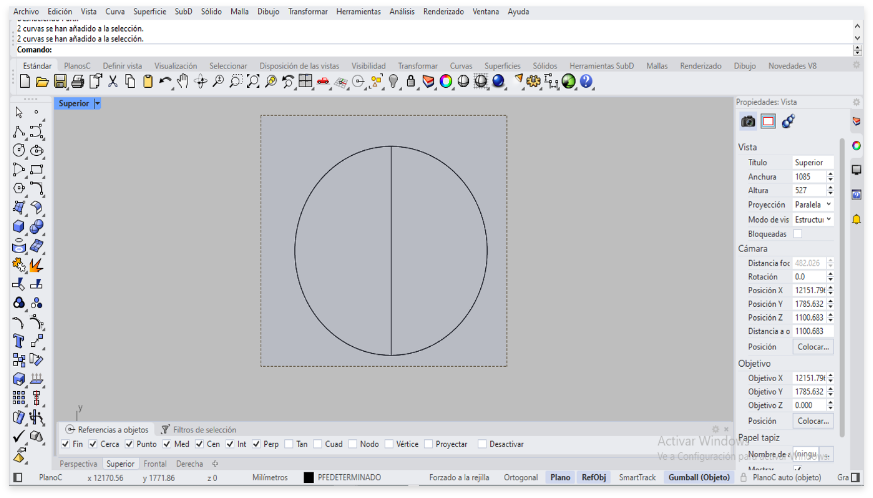 Archivo Edición Vista Curva Superficie SubD Sólido Malla Dibujo Transformar Herramientas Análisis Renderizado Ventana Ayuda
2 curvas se han añadido a la selección.
2 curvas se han añadido a la selección.
Comando:
Estándar PlanosC Definir vista Visualización Seleccionar Disposición de las vistas Visibilidad Transformar Curvas Superficies Sólidos Herramientas SubD Mallas Renderizado Dibujo Novedades V8
Superior
Propiedades: Vista
Vista
Título Superior
Anchura 1085
Altura 527
Proyección Paralela
Modo de vis Estructu
Bloqueadas
Cámara
Distancia foc 482.026
Rotación 0.0
Posición X 12151.796
Posición Y 1785.632
Posición Z 1100.683
Distancia a o 1100.683
Posición Colocar...
Objetivo
Objetivo X 12151.796
Objetivo Y 1785.632
Objetivo Z 0.000
Posición Colocar...
Papel tapiz
Nombre de a (ningu ...
Mostrar
y
Referencias a objetos Filtros de selección
Fin Cerca Punto Med Cen Int Perp Tan Cuad Nodo Vértice Proyectar Desactivar
Activar Windows
Ve a Configuración para activar Windows.
Perspectiva Superior Frontal Derecha
PlanoC x 12170.56 y 1771.86 z 0 Milímetros PREDETERMINADO Forzado a la rejilla Ortogonal Plano RefObj SmartTrack Gumball (Objeto) PlanoC auto (objeto) Gra